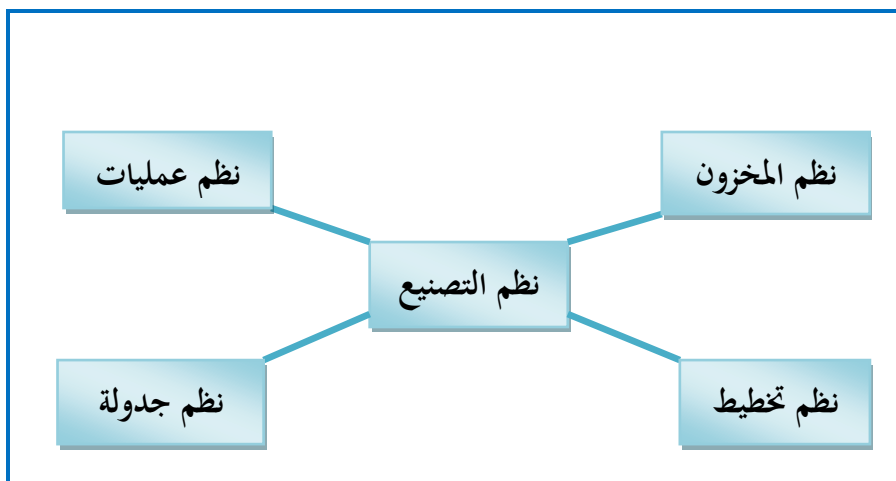 نظم المخزون
نظم عمليات
نظم التصنيع
نظم تخطيط
نظم جدولة